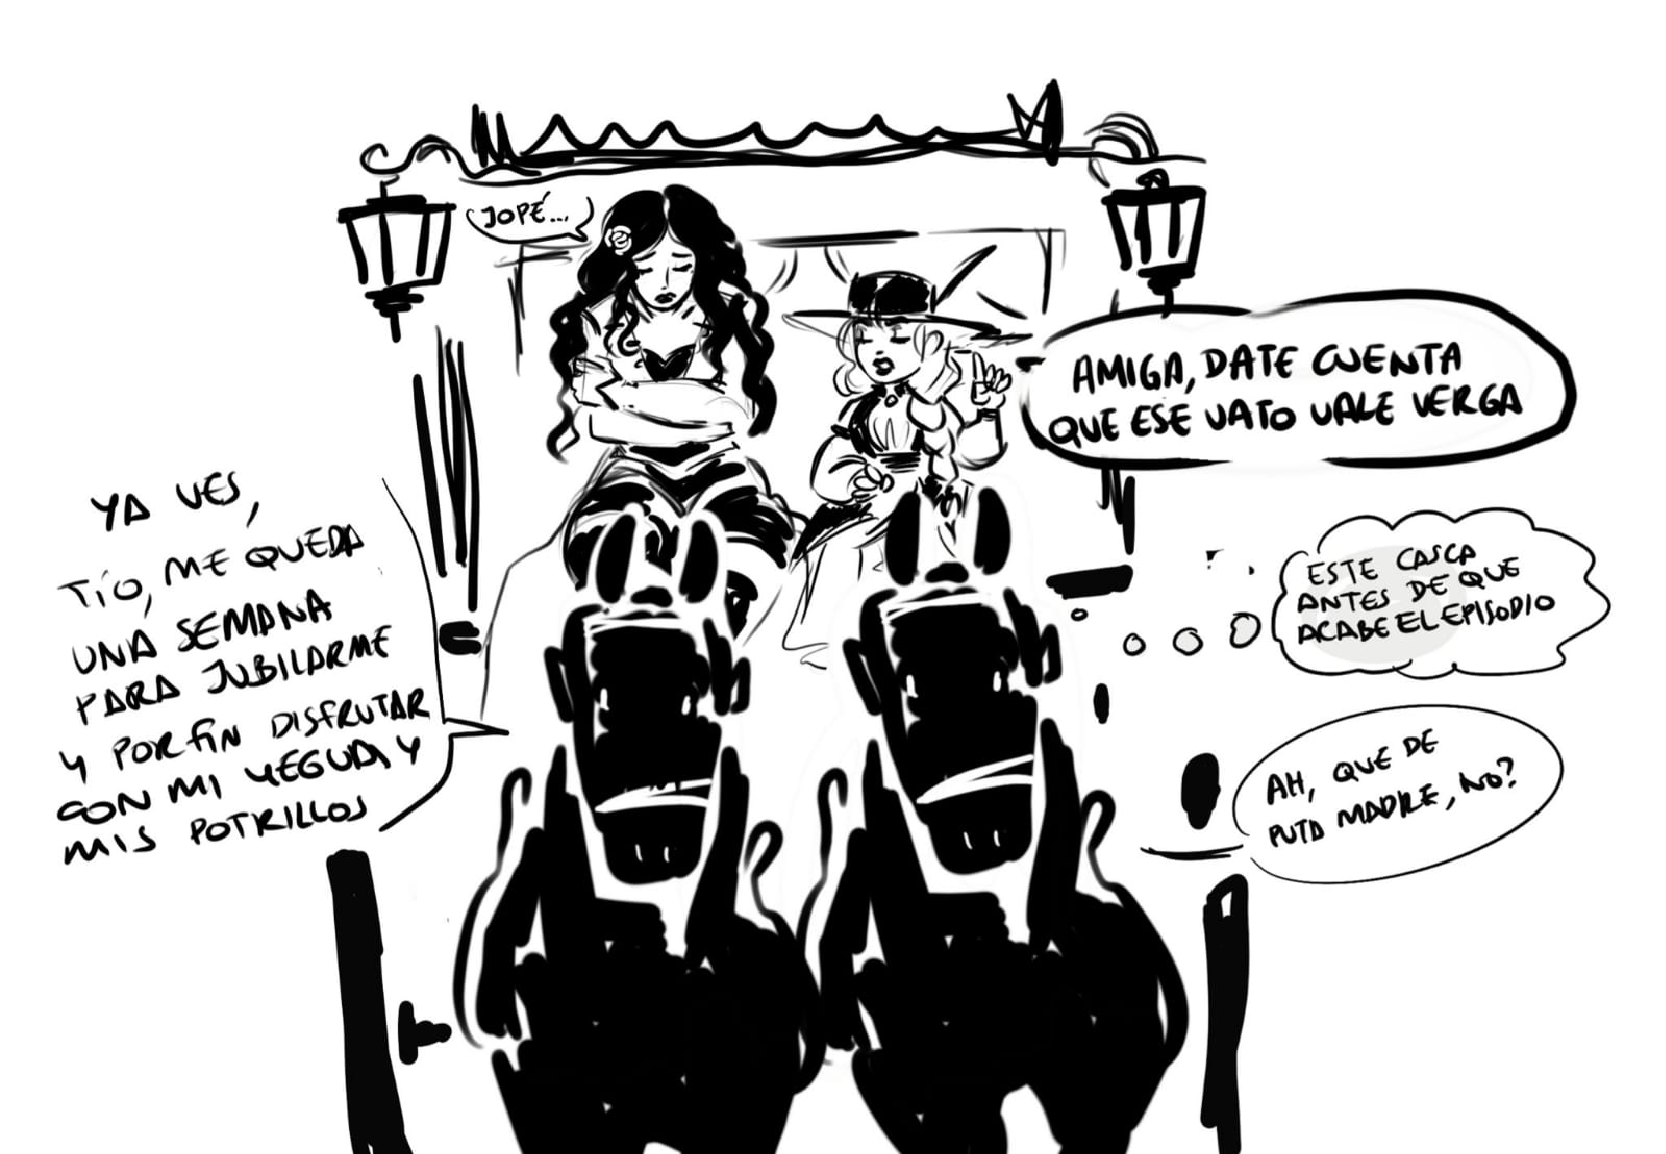 JOPÉ...
AMIGA, DATE CUENTA
QUE ESE VATO VALE VERGA
YA VES,
TÍO, ME QUEDA
UNA SEMANA
PARA JUBILARME
Y POR FIN DISFRUTAR
CON MI YEGUA Y
MIS POTRILLOS
ESTE CASCA
ANTES DE QUE
ACABE EL EPISODIO
AH, QUE DE
PUTA MADRE, NO?